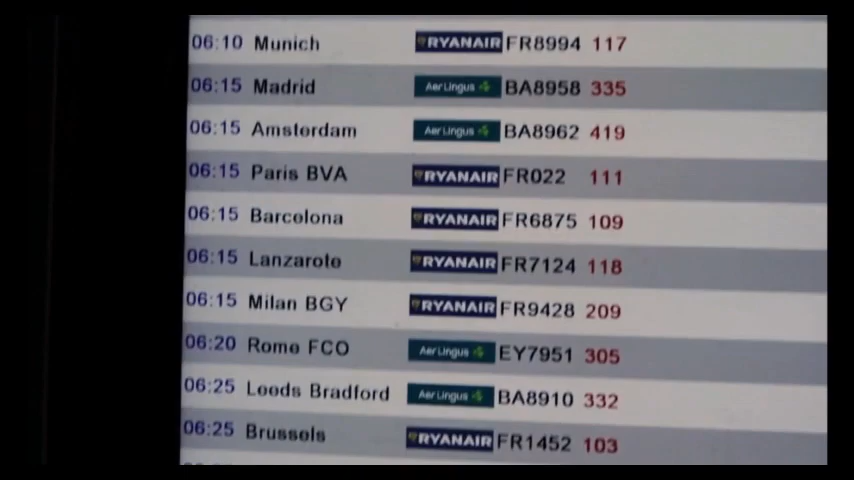 06:10 Munich RYANAIR FR8994 117
06:15 Madrid Aer Lingus BA8958 335
06:15 Amsterdam Aer Lingus BA8962 419
06:15 Paris BVA RYANAIR FR022 111
06:15 Barcelona RYANAIR FR6875 109
06:15 Lanzarote RYANAIR FR7124 118
06:15 Milan BGY RYANAIR FR9428 209
06:20 Rome FCO Aer Lingus EY7951 305
06:25 Leeds Bradford Aer Lingus BA8910 332
06:25 Brussels RYANAIR FR1452 103